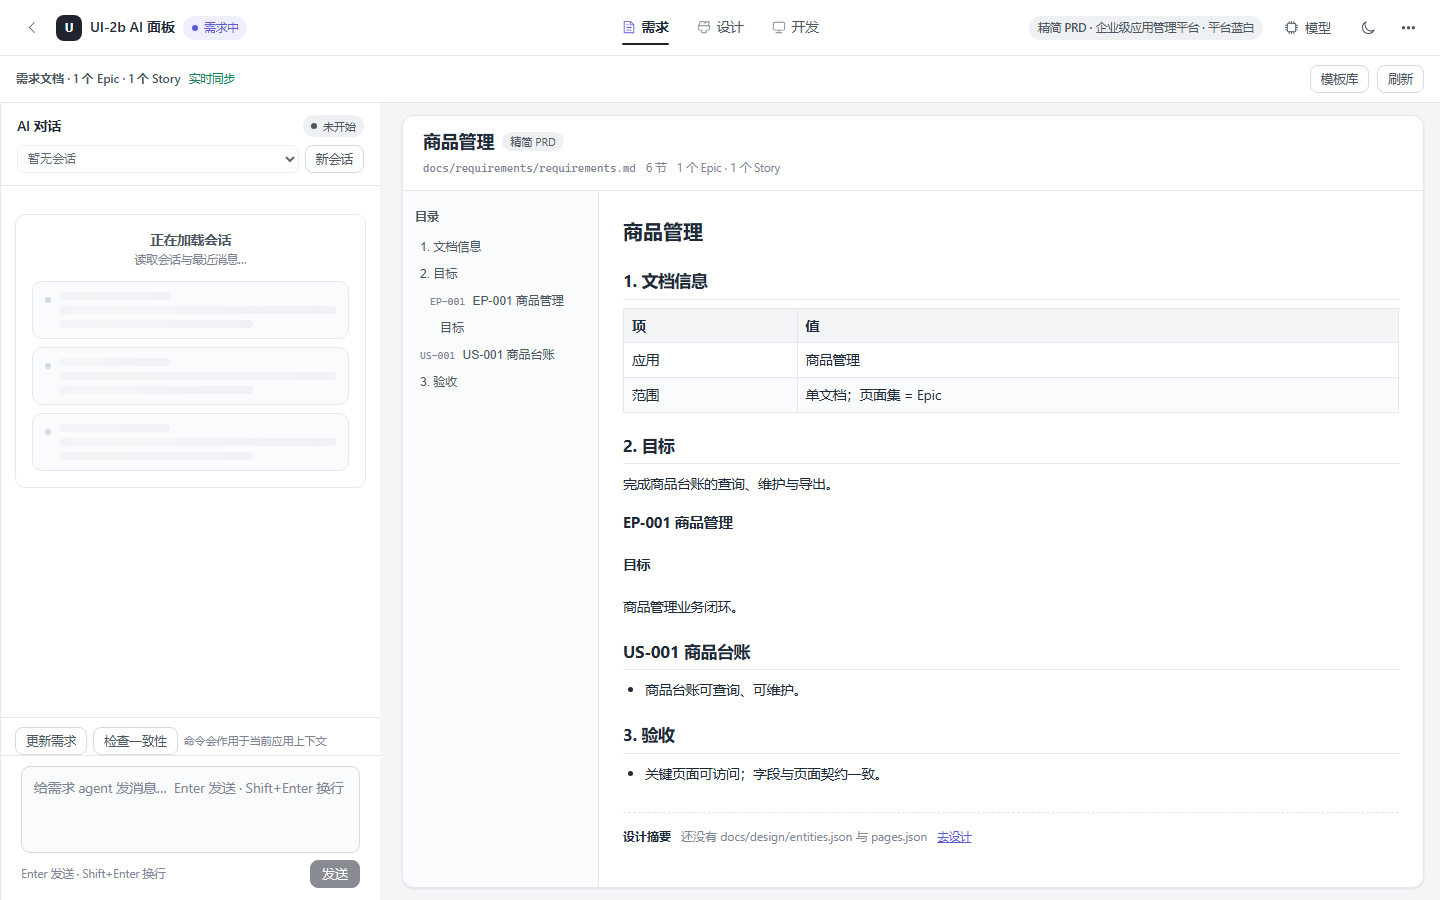 U UI-2b AI 面板 需求中 需求 设计 开发 精简 PRD · 企业级应用管理平台 · 平台蓝白 模型
需求文档 · 1 个 Epic · 1 个 Story 实时同步 模板库 刷新
AI 对话 未开始
暂无会话 新会话
正在加载会话
读取会话与最近消息...
更新需求 检查一致性 命令会作用于当前应用上下文
给需求 agent 发消息... Enter 发送 · Shift+Enter 换行
Enter 发送 · Shift+Enter 换行 发送
商品管理 精简 PRD
docs/requirements/requirements.md 6 节 1 个 Epic · 1 个 Story
目录
1. 文档信息
2. 目标
EP-001 EP-001 商品管理
目标
US-001 US-001 商品台账
3. 验收
商品管理
1. 文档信息
项 值
应用 商品管理
范围 单文档；页面集 = Epic
2. 目标
完成商品台账的查询、维护与导出。
EP-001 商品管理
目标
商品管理业务闭环。
US-001 商品台账
• 商品台账可查询、可维护。
3. 验收
• 关键页面可访问；字段与页面契约一致。
设计摘要 还没有 docs/design/entities.json 与 pages.json 去设计